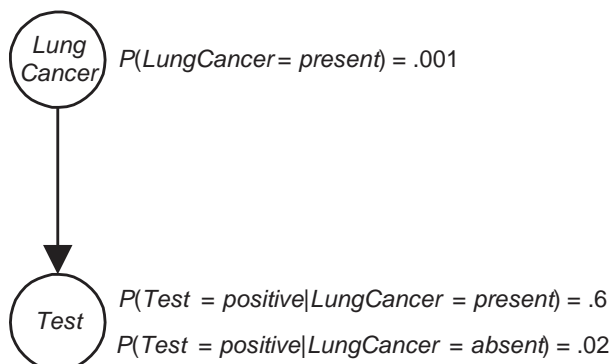 Lung
Cancer
P(LungCancer = present) = .001
Test
P(Test = positive|LungCancer = present) = .6
P(Test = positive|LungCancer = absent) = .02